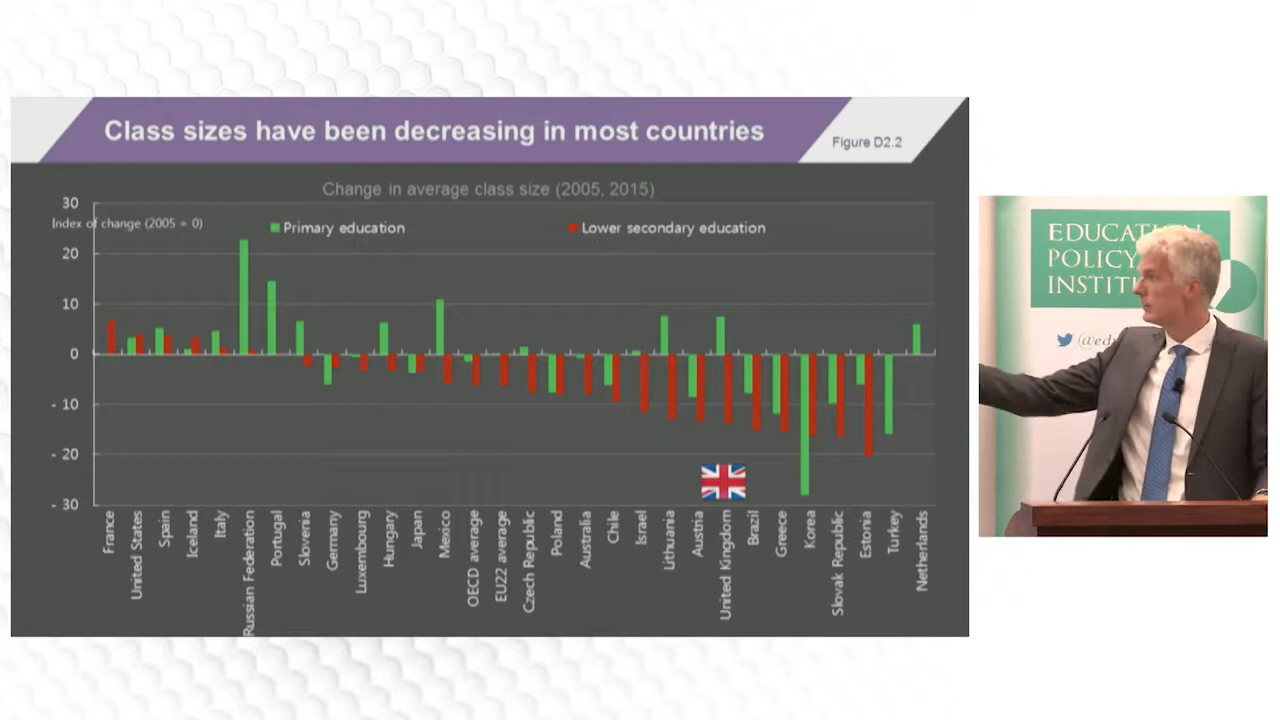 Class sizes have been decreasing in most countries
Figure D2.2
Change in average class size (2005, 2015)
30
Index of change (2005 = 0)
Primary education
Lower secondary education
20
10
0
- 10
- 20
- 30
France
United States
Spain
Iceland
Italy
Russian Federation
Portugal
Slovenia
Germany
Luxembourg
Hungary
Japan
Mexico
OECD average
EU22 average
Czech Republic
Poland
Australia
Chile
Israel
Lithuania
Austria
United Kingdom
Brazil
Greece
Korea
Slovak Republic
Estonia
Turkey
Netherlands
EDUCATION
POLICY